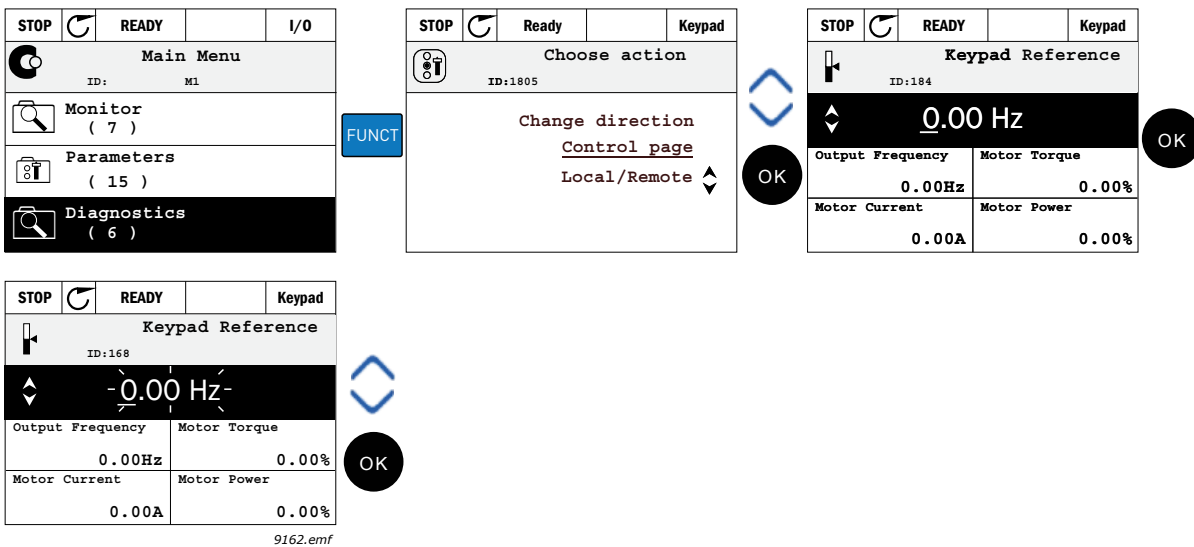 STOP READY I/0
Main Menu
ID: M1
Monitor
( 7 )
Parameters
( 15 )
Diagnostics
( 6 )
FUNCT
STOP Ready Keypad
Choose action
ID:1805
Change direction
Control page
Local/Remote
OK
STOP READY Keypad
Keypad Reference
ID:184
0.00 Hz
Output Frequency Motor Torque
0.00Hz 0.00%
Motor Current Motor Power
0.00A 0.00%
OK
STOP READY Keypad
Keypad Reference
ID:168
0.00 Hz
Output Frequency Motor Torque
0.00Hz 0.00%
Motor Current Motor Power
0.00A 0.00%
OK
9162.emf